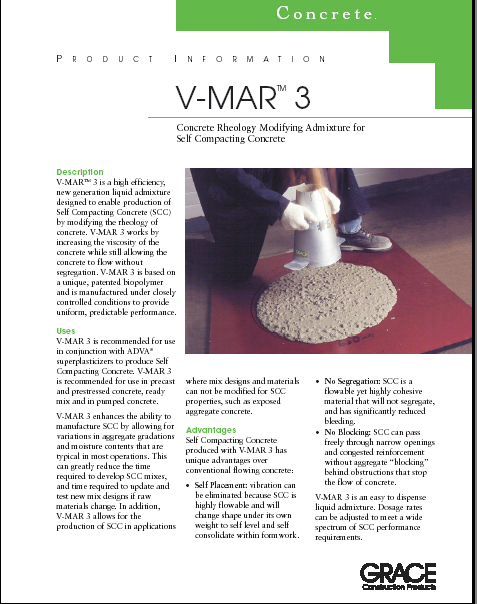 Concrete.
PRODUCT INFORMATION
V-MAR™ 3
Concrete Rheology Modifying Admixture for
Self Compacting Concrete
Description
V-MAR™ 3 is a high efficiency,
new generation liquid admixture
designed to enable production of
Self Compacting Concrete (SCC)
by modifying the rheology of
concrete. V-MAR 3 works by
increasing the viscosity of the
concrete while still allowing the
concrete to flow without
segregation. V-MAR 3 is based on
a unique, patented biopolymer
and is manufactured under closely
controlled conditions to provide
uniform, predictable performance.
Uses
V-MAR 3 is recommended for use
in conjunction with ADVA®
superplasticizers to produce Self
Compacting Concrete. V-MAR 3
is recommended for use in precast
and prestressed concrete, ready
mix and in pumped concrete.
V-MAR 3 enhances the ability to
manufacture SCC by allowing for
variations in aggregate gradations
and moisture contents that are
typical in most operations. This
can greatly reduce the time
required to develop SCC mixes,
and time required to update and
test new mix designs if raw
materials change. In addition,
V-MAR 3 allows for the
production of SCC in applications
where mix designs and materials
can not be modified for SCC
properties, such as exposed
aggregate concrete.
Advantages
Self Compacting Concrete
produced with V-MAR 3 has
unique advantages over
conventional flowing concrete:
• Self Placement: vibration can
be eliminated because SCC is
highly flowable and will
change shape under its own
weight to self level and self
consolidate within formwork.
• No Segregation: SCC is a
flowable yet highly cohesive
material that will not segregate,
and has significantly reduced
bleeding.
• No Blocking: SCC can pass
freely through narrow openings
and congested reinforcement
without aggregate “blocking”
behind obstructions that stop
the flow of concrete.
V-MAR 3 is an easy to dispense
liquid admixture. Dosage rates
can be adjusted to meet a wide
spectrum of SCC performance
requirements.
GRACE
Construction Products